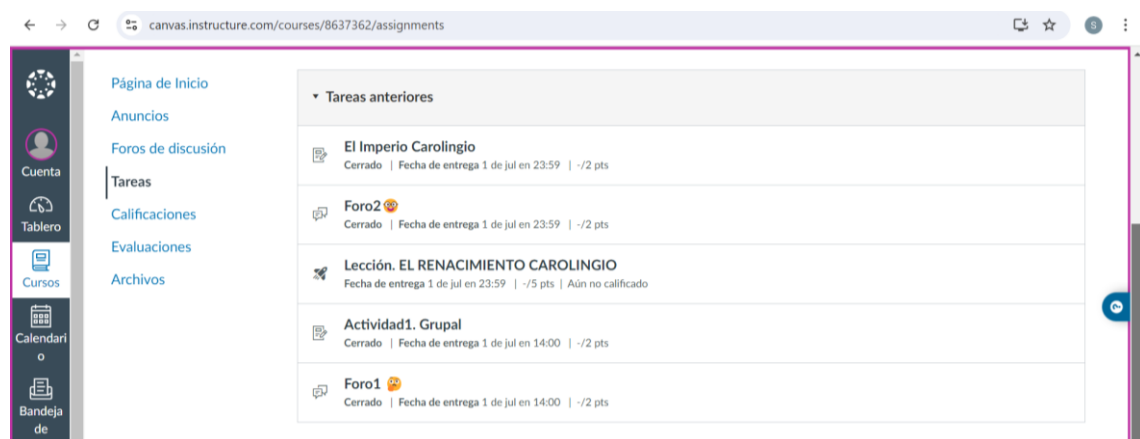 canvas.instructure.com/courses/8637362/assignments
S
Cuenta
Tablero
Cursos
Calendari
o
Bandeja
de
Página de Inicio
Anuncios
Foros de discusión
Tareas
Calificaciones
Evaluaciones
Archivos
Tareas anteriores
El Imperio Carolingio
Cerrado | Fecha de entrega 1 de jul en 23:59 | -/2 pts
Foro2🤓
Cerrado | Fecha de entrega 1 de jul en 23:59 | -/2 pts
Lección. EL RENACIMIENTO CAROLINGIO
Fecha de entrega 1 de jul en 23:59 | -/5 pts | Aún no calificado
Actividad1. Grupal
Cerrado | Fecha de entrega 1 de jul en 14:00 | -/2 pts
Foro1 🤔
Cerrado | Fecha de entrega 1 de jul en 14:00 | -/2 pts
?